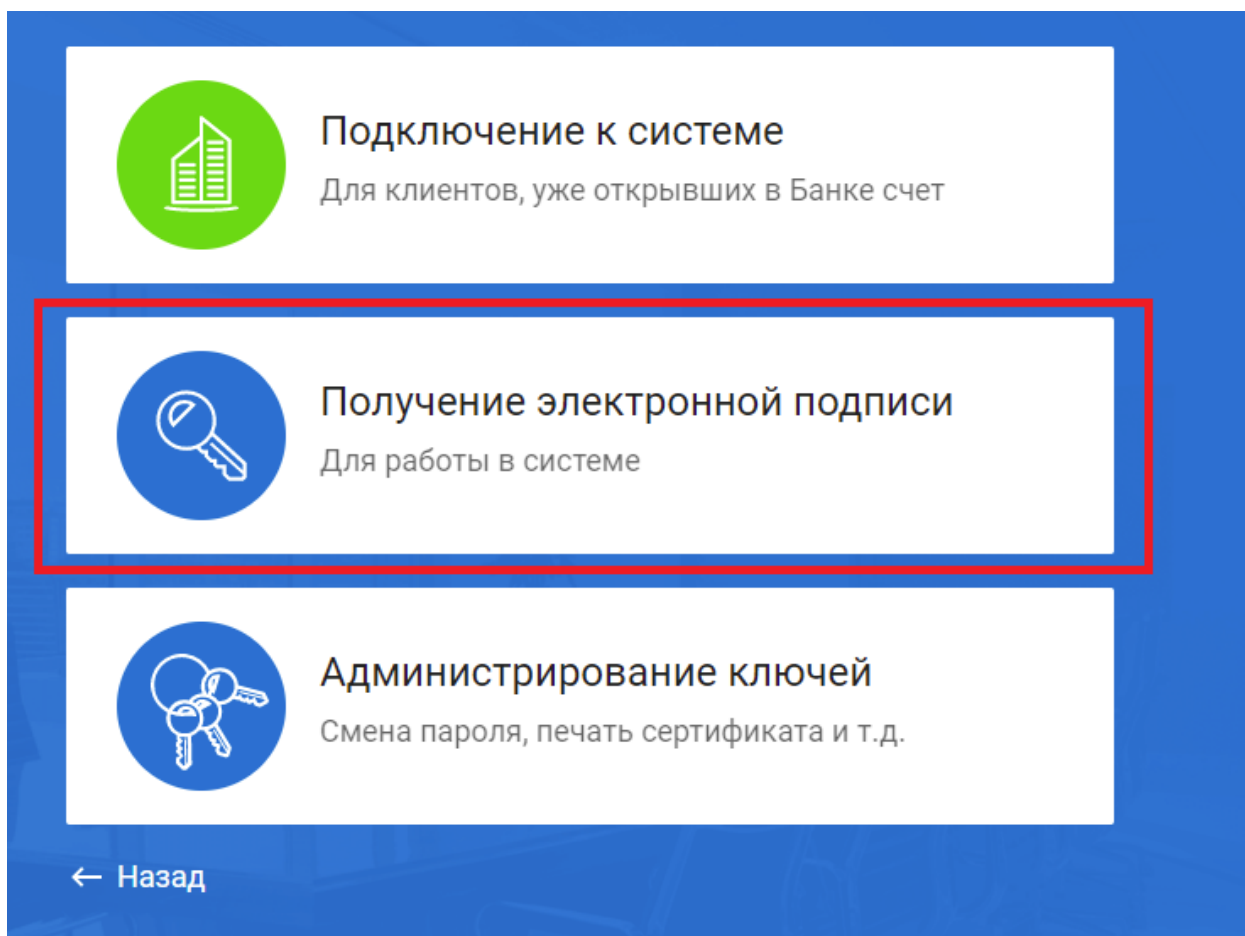 Подключение к системе
Для клиентов, уже открывших в Банке счет
Получение электронной подписи
Для работы в системе
Администрирование ключей
Смена пароля, печать сертификата и т.д.
← Назад